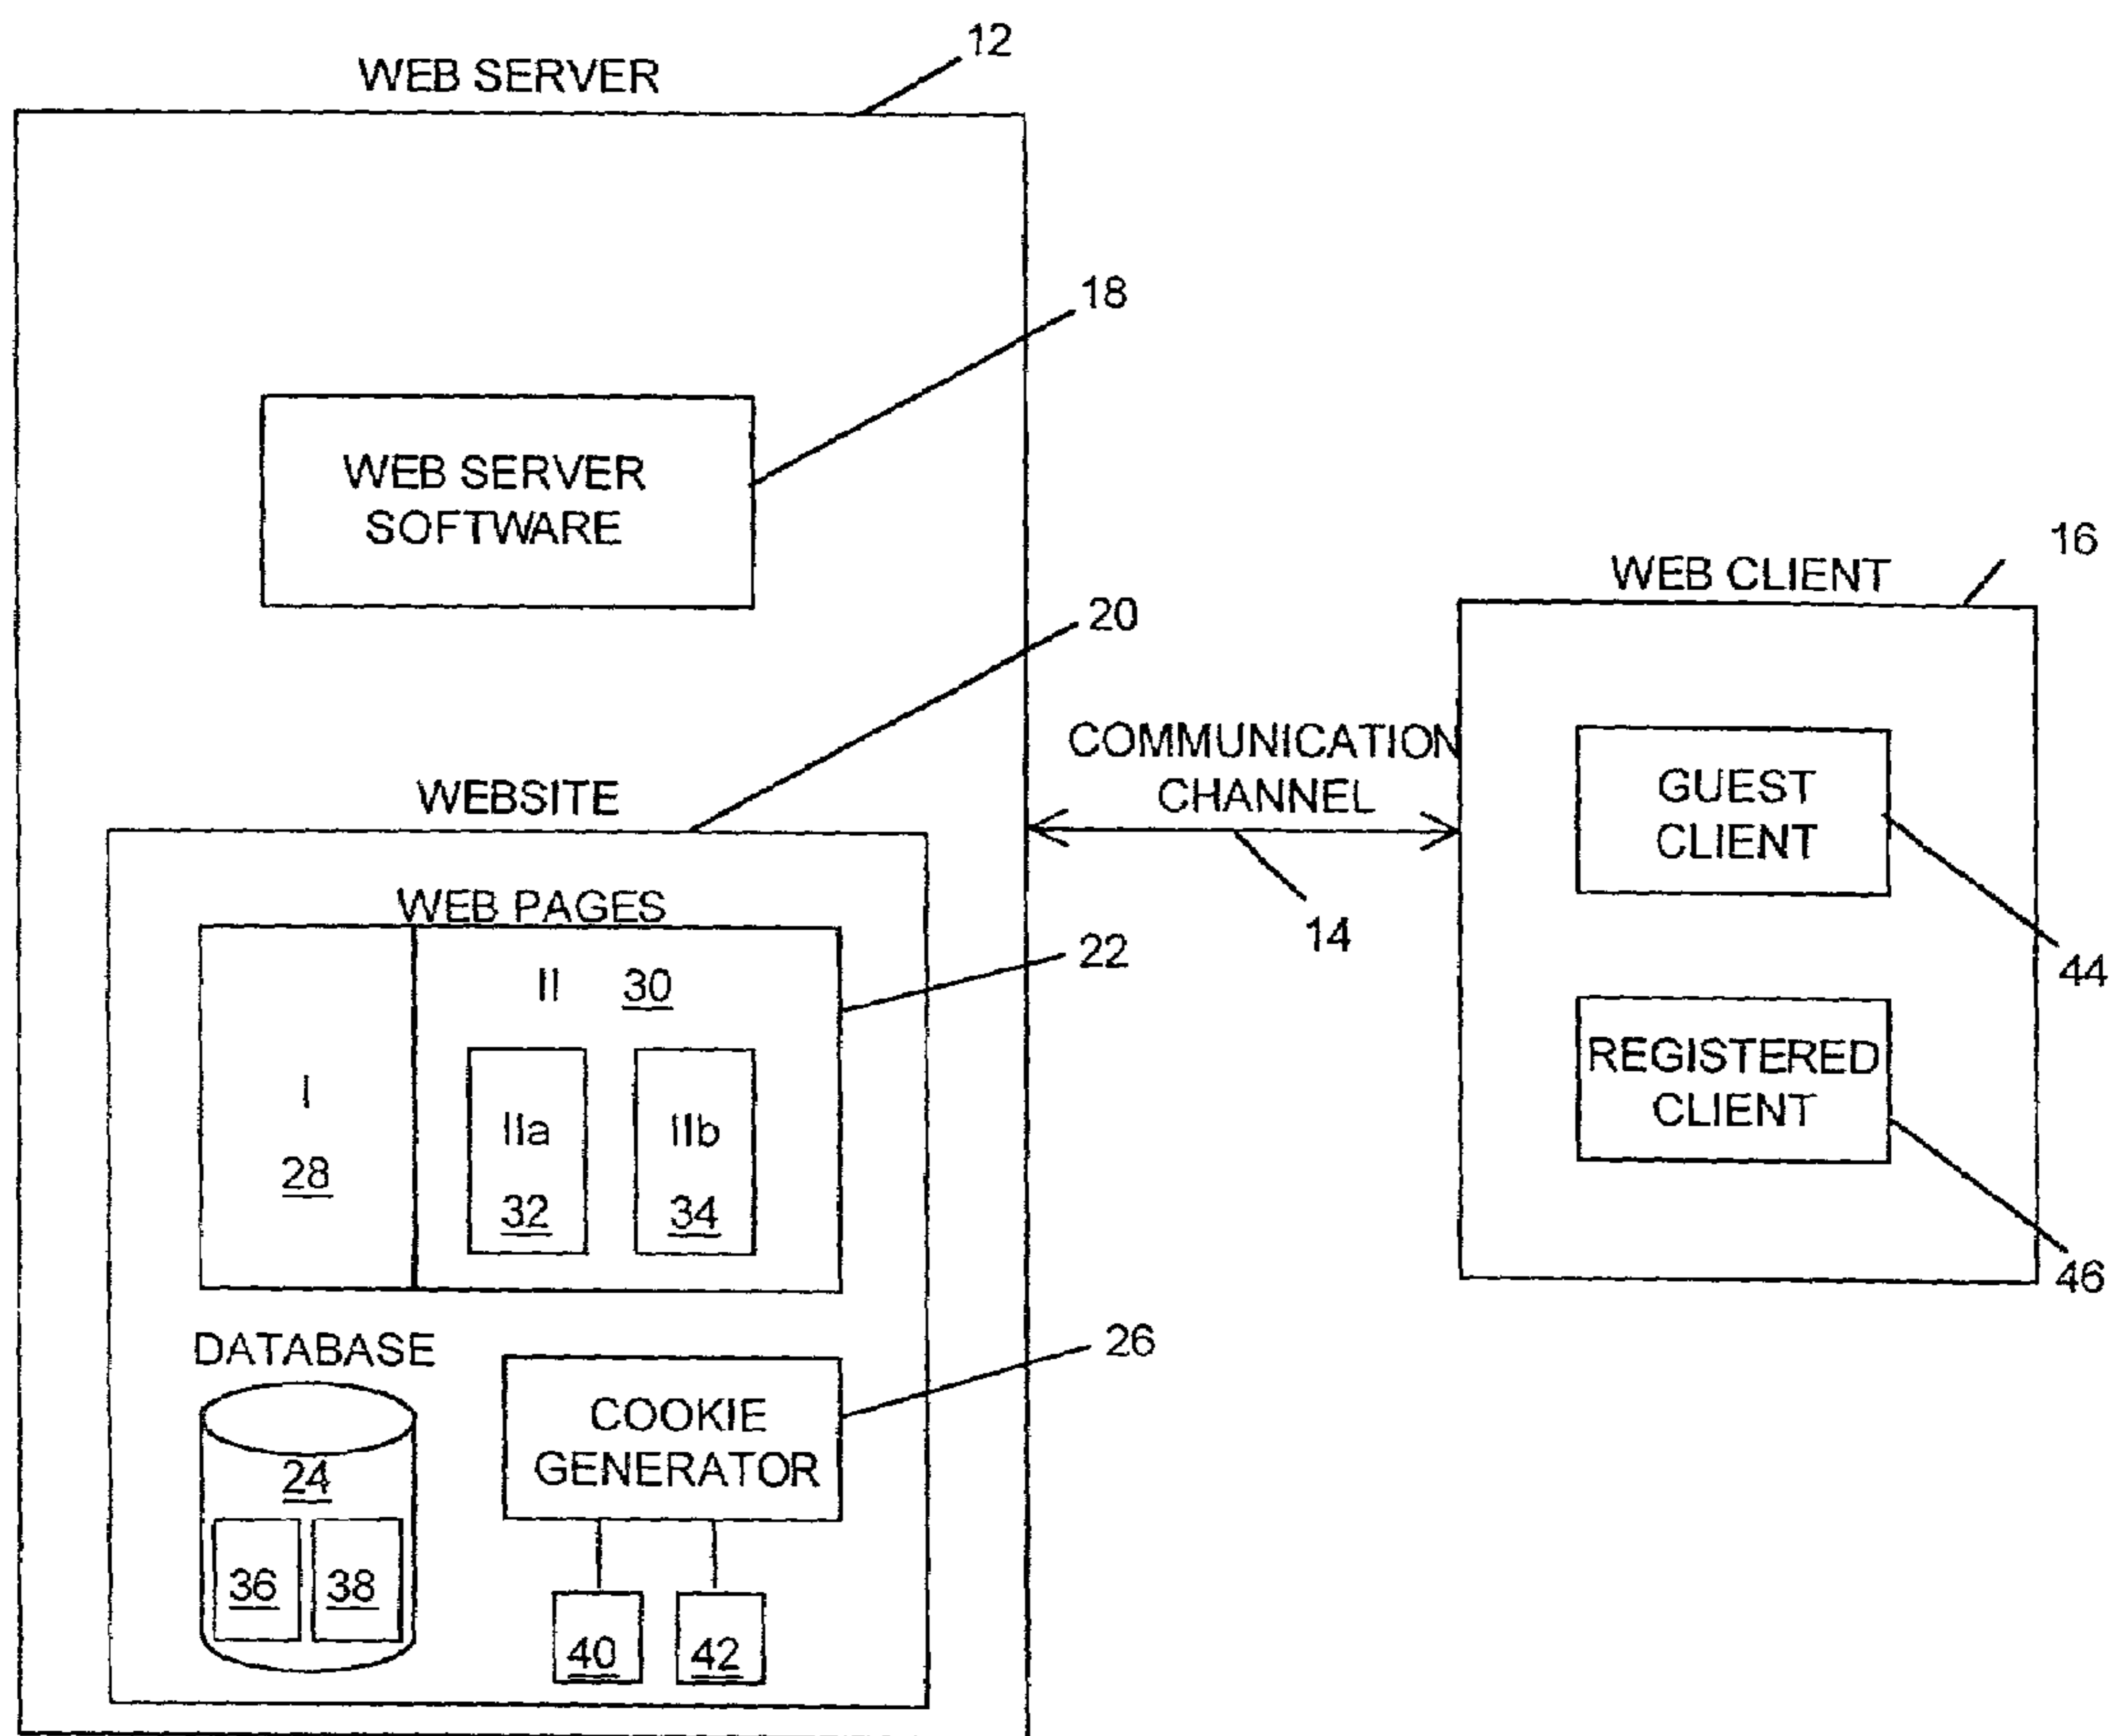 12
WEB SERVER
18
WEB SERVER
SOFTWARE
16
WEB CLIENT
20
COMMUNICATION
CHANNEL
14
GUEST
CLIENT
44
REGISTERED
CLIENT
46
WEBSITE
WEB PAGES
22
I
28
II 30
IIa
32
IIb
34
DATABASE
24
36
38
26
COOKIE
GENERATOR
40
42